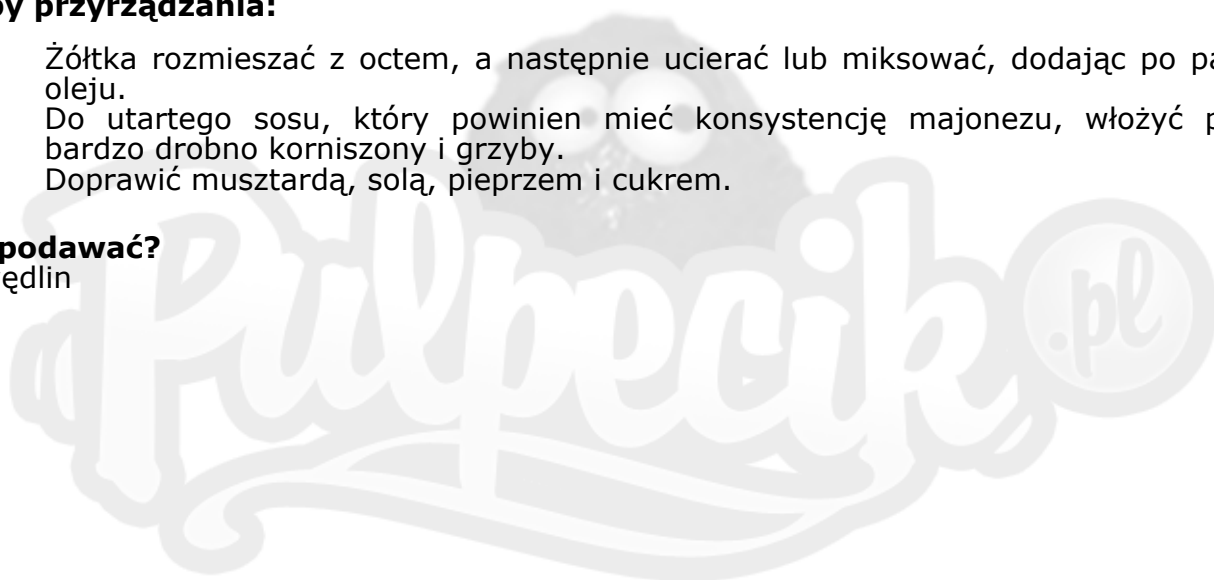 przyrządzania:
Żółtka rozmieszać z octem, a następnie ucierać lub miksować, dodając po
oleju.
Do utartego sosu, który powinien mieć konsystencję majonezu, włożyć
bardzo drobno korniszony i grzyby.
Doprawić musztardą, solą, pieprzem i cukrem.
podawać?
ędlin
Pulpecik.pl